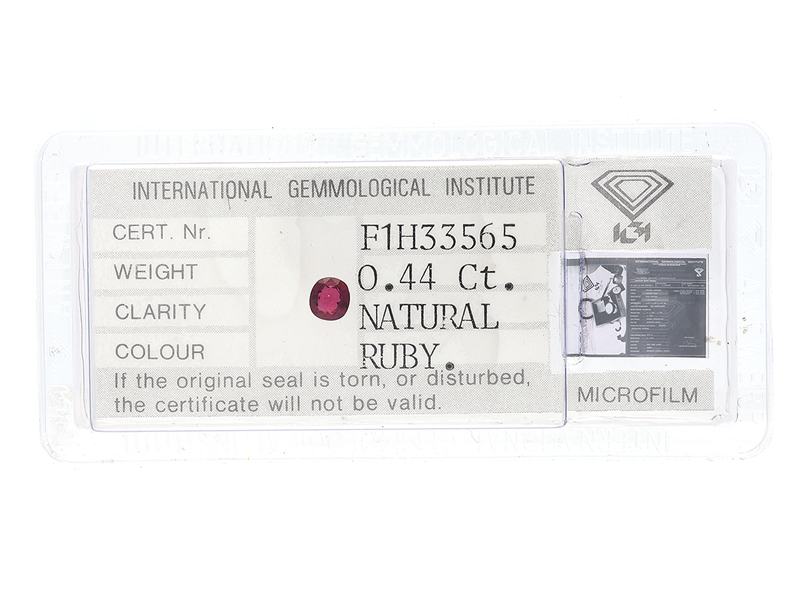 INTERNATIONAL GEMMOLOGICAL INSTITUTE
CERT. Nr. F1H33565
WEIGHT 0.44 Ct.
CLARITY NATURAL
COLOUR RUBY.
If the original seal is torn, or disturbed,
the certificate will not be valid.
IGI
MICROFILM